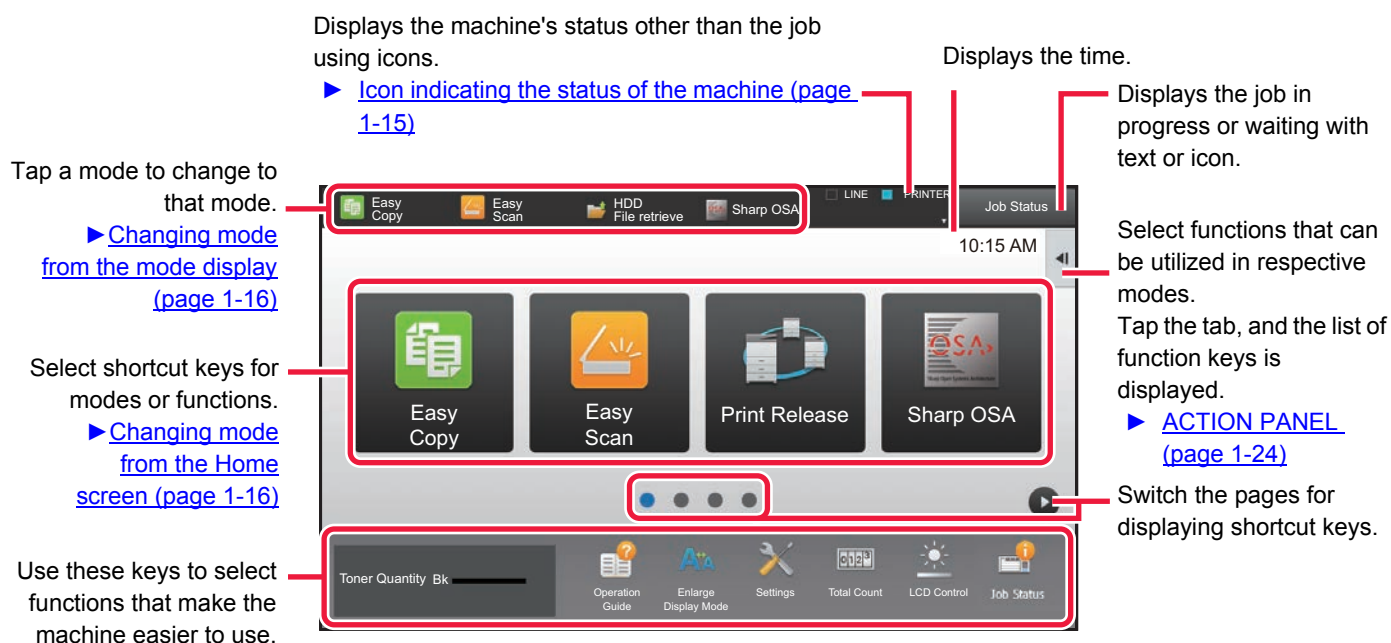 Displays the machine's status other than the job
using icons.
► Icon indicating the status of the machine (page
1-15)
Displays the time.
Displays the job in
progress or waiting with
text or icon.
Tap a mode to change to
that mode.
►Changing mode
from the mode display
(page 1-16)
Easy
Copy
Easy
Scan
HDD
File retrieve
Sharp OSA
LINE
PRINTER
Job Status
10:15 AM
Select functions that can
be utilized in respective
modes.
Tap the tab, and the list of
function keys is
displayed.
► ACTION PANEL
(page 1-24)
Select shortcut keys for
modes or functions.
►Changing mode
from the Home
screen (page 1-16)
Easy
Copy
Easy
Scan
Print Release
OSA
Sharp Open Systems Architecture
Sharp OSA
Switch the pages for
displaying shortcut keys.
Use these keys to select
functions that make the
machine easier to use.
Toner Quantity Bk
Operation
Guide
Enlarge
Display Mode
Settings
Total Count
LCD Control
Job Status